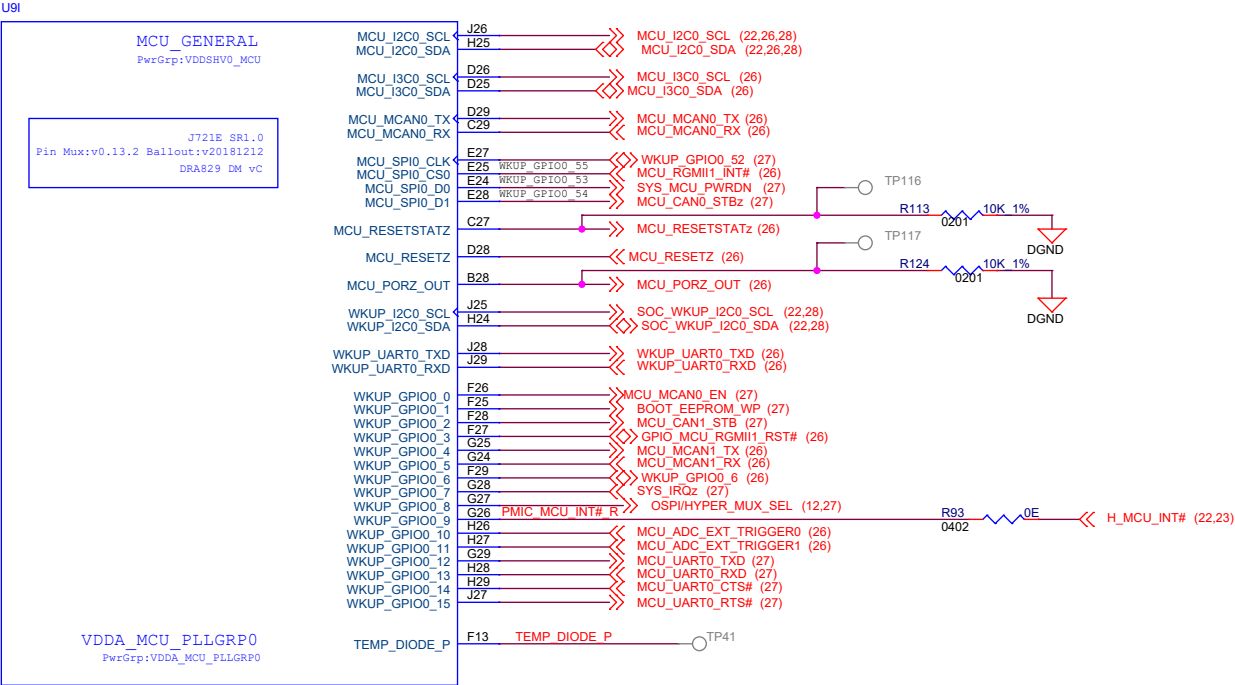 U9I
MCU_GENERAL
PwrGrp:VDDSHV0_MCU
J721E SR1.0
Pin Mux:v0.13.2 Ballout:v20181212
DRA829 DM vC
MCU_I2C0_SCL J26 MCU_I2C0_SCL (22,26,28)
MCU_I2C0_SDA H25 MCU_I2C0_SDA (22,26,28)
MCU_I3C0_SCL D26 MCU_I3C0_SCL (26)
MCU_I3C0_SDA D25 MCU_I3C0_SDA (26)
MCU_MCAN0_TX D29 MCU_MCAN0_TX (26)
MCU_MCAN0_RX C29 MCU_MCAN0_RX (26)
MCU_SPI0_CLK E27 WKUP_GPIO0_52 (27)
MCU_SPI0_CS0 E25 WKUP_GPIO0_55 MCU_RGMII1_INT# (26)
MCU_SPI0_D0 E24 WKUP_GPIO0_53 SYS_MCU_PWRDN (27)
MCU_SPI0_D1 E28 WKUP_GPIO0_54 MCU_CAN0_STBz (27)
TP116
R113 10K_1%
0201
DGND
MCU_RESETSTATZ C27 MCU_RESETSTATz (26)
TP117
MCU_RESETZ D28 MCU_RESETZ (26)
R124 10K_1%
0201
DGND
MCU_PORZ_OUT B28 MCU_PORZ_OUT (26)
WKUP_I2C0_SCL J25 SOC_WKUP_I2C0_SCL (22,28)
WKUP_I2C0_SDA H24 SOC_WKUP_I2C0_SDA (22,28)
WKUP_UART0_TXD J28 WKUP_UART0_TXD (26)
WKUP_UART0_RXD J29 WKUP_UART0_RXD (26)
WKUP_GPIO0_0 F26 MCU_MCAN0_EN (27)
WKUP_GPIO0_1 F25 BOOT_EEPROM_WP (27)
WKUP_GPIO0_2 F28 MCU_CAN1_STB (27)
WKUP_GPIO0_3 F27 GPIO_MCU_RGMII1_RST# (26)
WKUP_GPIO0_4 G25 MCU_MCAN1_TX (26)
WKUP_GPIO0_5 G24 MCU_MCAN1_RX (26)
WKUP_GPIO0_6 F29 WKUP_GPIO0_6 (26)
WKUP_GPIO0_7 G28 SYS_IRQz (27)
WKUP_GPIO0_8 G27 OSPI/HYPER_MUX_SEL (12,27)
WKUP_GPIO0_9 G26 PMIC_MCU_INT#_R R93 0E H_MCU_INT# (22,23)
0402
WKUP_GPIO0_10 H26 MCU_ADC_EXT_TRIGGER0 (26)
WKUP_GPIO0_11 H27 MCU_ADC_EXT_TRIGGER1 (26)
WKUP_GPIO0_12 G29 MCU_UART0_TXD (27)
WKUP_GPIO0_13 H28 MCU_UART0_RXD (27)
WKUP_GPIO0_14 H29 MCU_UART0_CTS# (27)
WKUP_GPIO0_15 J27 MCU_UART0_RTS# (27)
VDDA_MCU_PLLGRP0
PwrGrp:VDDA_MCU_PLLGRP0
TEMP_DIODE_P F13 TEMP_DIODE_P TP41